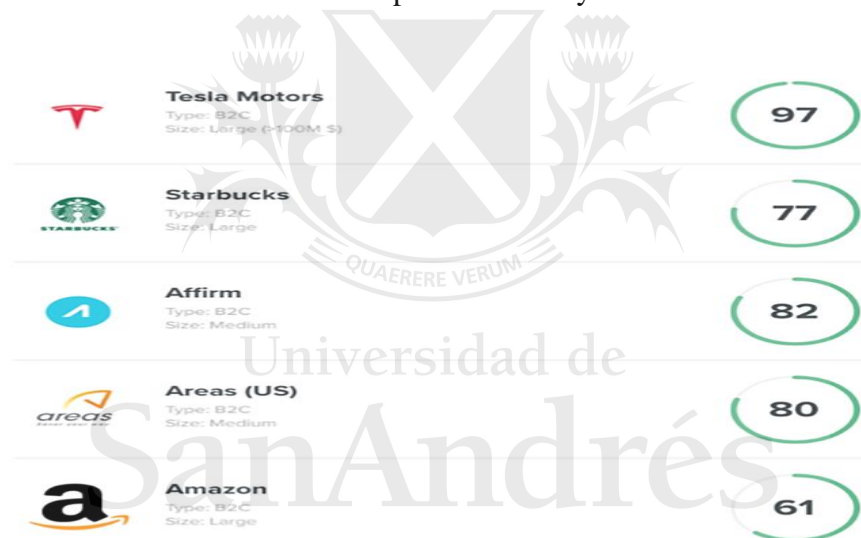 Tesla Motors
Type: B2C
Size: Large (>100M $)
97
STARBUCKS
Starbucks
Type: B2C
Size: Large
77
QUAERERE VERUM
Affirm
Type: B2C
Size: Medium
82
Universidad de
areas
Areas (US)
Type: B2C
Size: Medium
80
SanAndrés
a
Amazon
Type: B2C
Size: Large
61